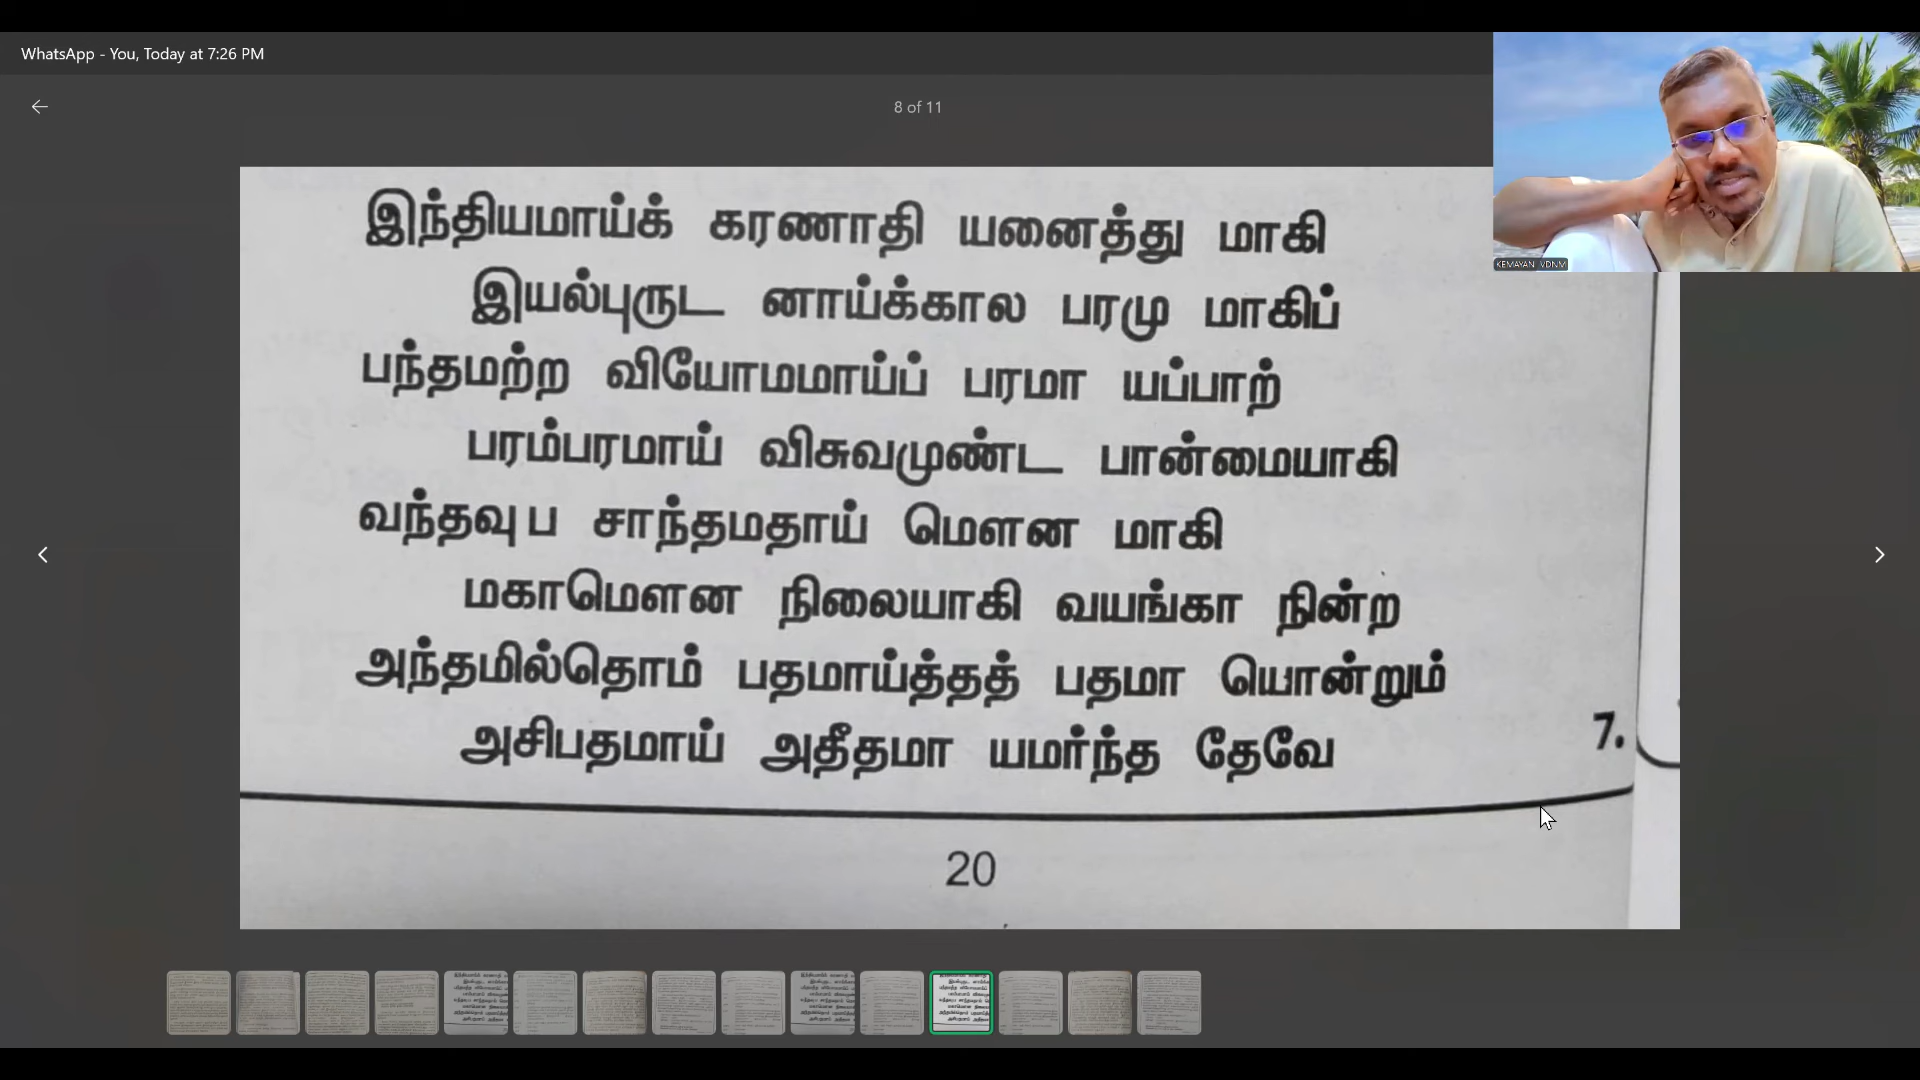 WhatsApp - You, Today at 7:26 PM
8 of 11
KEMAYAN VDNM
இந்தியமாய்க் கரணாதி யனைத்து மாகி
இயல்புருட னாய்க்கால பரமு மாகிப்
பந்தமற்ற வியோமமாய்ப் பரமா யப்பாற்
பரம்பரமாய் விசுவமுண்ட பான்மையாகி
வந்தவுப சாந்தமதாய் மௌன மாகி
மகாமௌன நிலையாகி வயங்கா நின்ற
அந்தமில்தொம் பதமாய்த்தத் பதமா யொன்றும்
அசிபதமாய் அதீதமா யமர்ந்த தேவே 7.
20